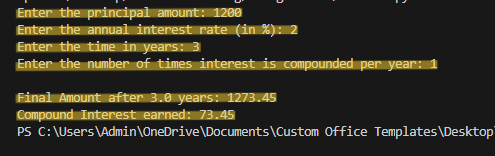 Enter the principal amount: 1200
Enter the annual interest rate (in %): 2
Enter the time in years: 3
Enter the number of times interest is compounded per year: 1
Final Amount after 3.0 years: 1273.45
Compound Interest earned: 73.45
PS C:\Users\Admin\OneDrive\Documents\Custom Office Templates\Desktop